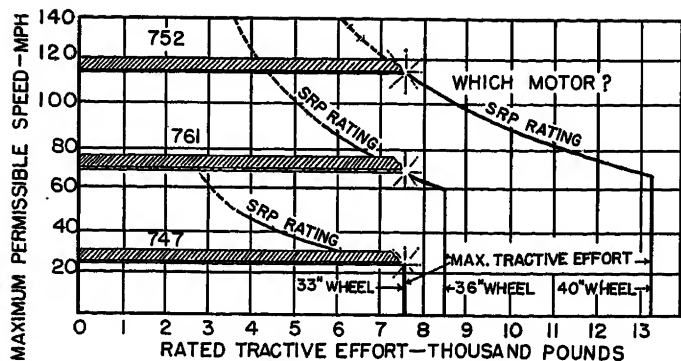 MAXIMUM PERMISSIBLE SPEED—MPH
140
120
100
80
60
40
20
752
761
747
WHICH MOTOR?
SRP RATING
SRP RATING
SRP RATING
MAX. TRACTIVE EFFORT
33" WHEEL
36" WHEEL
40" WHEEL
0 1 2 3 4 5 6 7 8 9 10 11 12 13
RATED TRACTIVE EFFORT—THOUSAND POUNDS